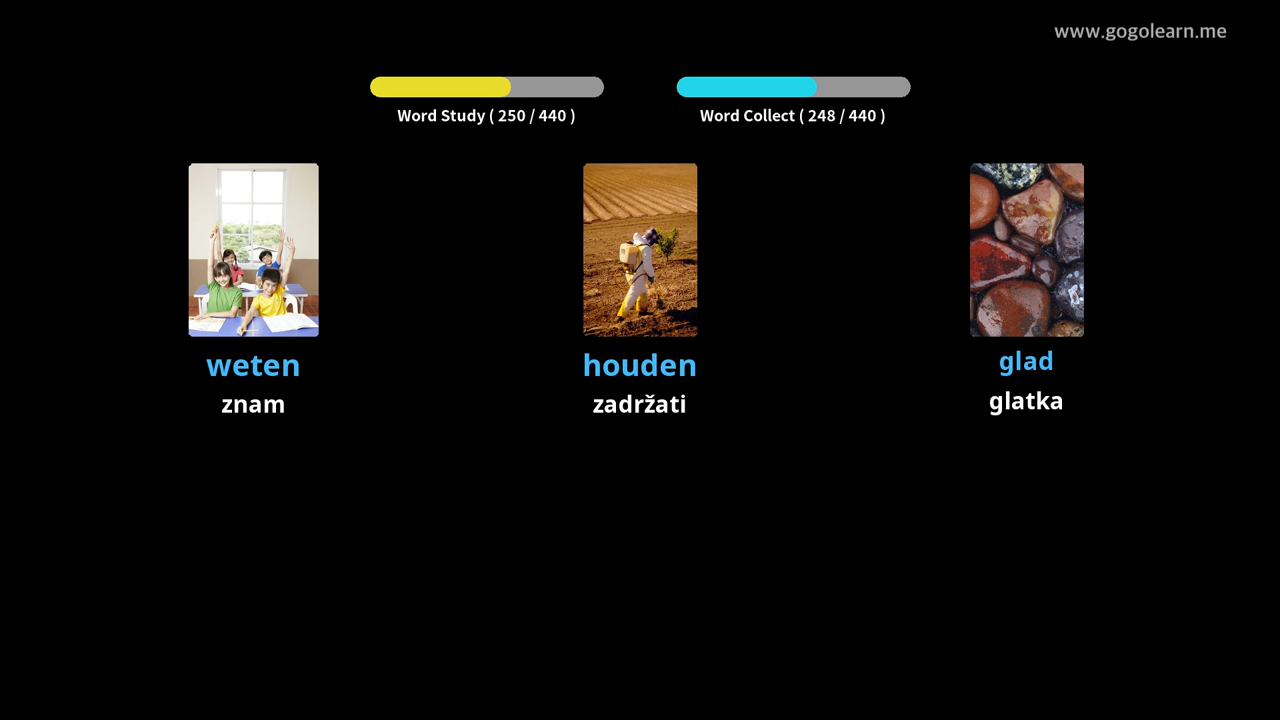 www.gogolearn.me
Word Study ( 250 / 440 )
Word Collect ( 248 / 440 )
weten
znam
houden
zadržati
glad
glatka